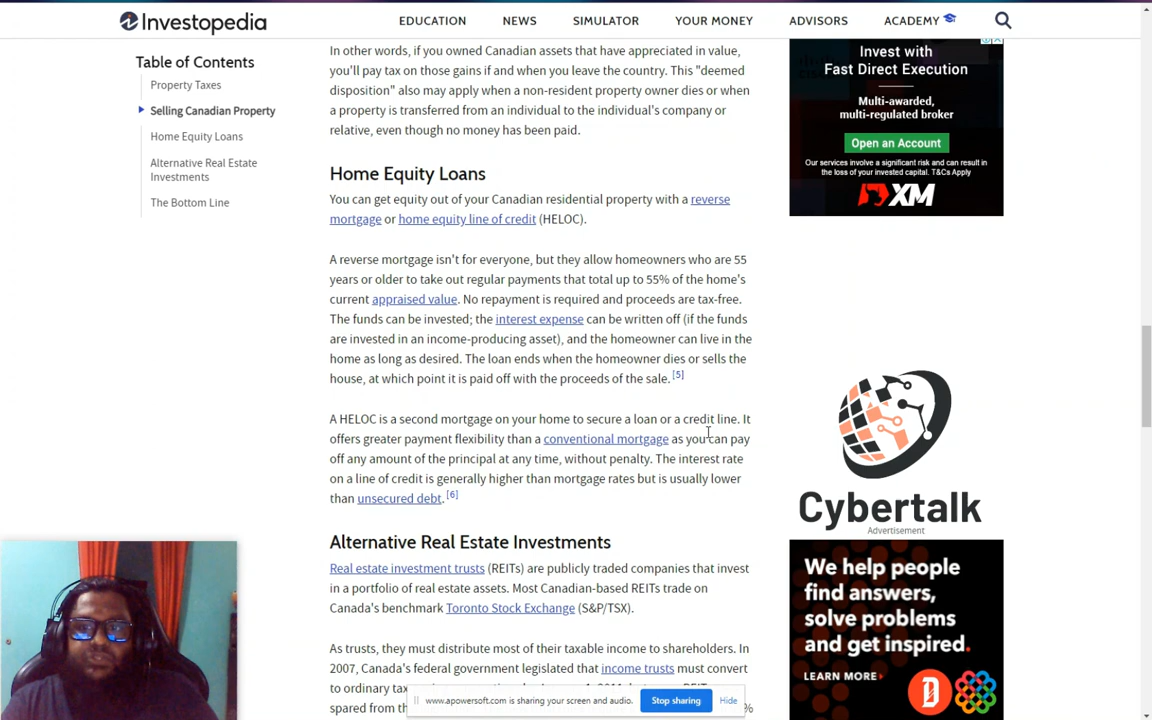 Investopedia
EDUCATION NEWS SIMULATOR YOUR MONEY ADVISORS ACADEMY
Table of Contents
Property Taxes
Selling Canadian Property
Home Equity Loans
Alternative Real Estate
Investments
The Bottom Line
In other words, if you owned Canadian assets that have appreciated in value,
you'll pay tax on those gains if and when you leave the country. This "deemed
disposition" also may apply when a non-resident property owner dies or when
a property is transferred from an individual to the individual's company or
relative, even though no money has been paid.
Home Equity Loans
You can get equity out of your Canadian residential property with a reverse
mortgage or home equity line of credit (HELOC).
A reverse mortgage isn't for everyone, but they allow homeowners who are 55
years or older to take out regular payments that total up to 55% of the home's
current appraised value. No repayment is required and proceeds are tax-free.
The funds can be invested; the interest expense can be written off (if the funds
are invested in an income-producing asset), and the homeowner can live in the
home as long as desired. The loan ends when the homeowner dies or sells the
house, at which point it is paid off with the proceeds of the sale. [5]
A HELOC is a second mortgage on your home to secure a loan or a credit line. It
offers greater payment flexibility than a conventional mortgage as you can pay
off any amount of the principal at any time, without penalty. The interest rate
on a line of credit is generally higher than mortgage rates but is usually lower
than unsecured debt. [6]
Alternative Real Estate Investments
Real estate investment trusts (REITs) are publicly traded companies that invest
in a portfolio of real estate assets. Most Canadian-based REITs trade on
Canada's benchmark Toronto Stock Exchange (S&P/TSX).
As trusts, they must distribute most of their taxable income to shareholders. In
2007, Canada's federal government legislated that income trusts must convert
to ordinary
spared from
%
www.apowersoft.com is sharing your screen and audio. Stop sharing Hide
Invest with
Fast Direct Execution
Multi-awarded,
multi-regulated broker
Open an Account
Our services involve a significant risk and can result in
the loss of your invested capital. T&Cs Apply
XM
Cybertalk
Advertisement
We help people
find answers,
solve problems
and get inspired.
LEARN MORE
D